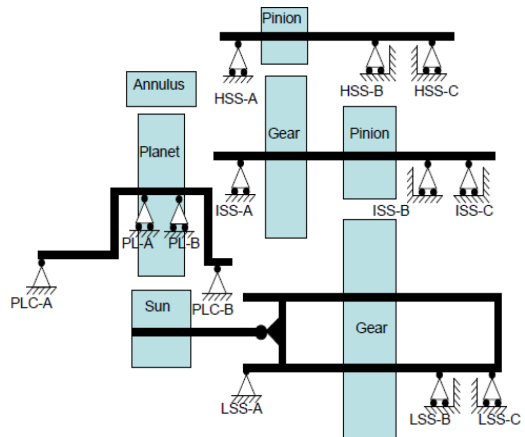 Pinion
HSS-A
HSS-B
HSS-C
Annulus
Gear
Pinion
Planet
ISS-A
ISS-B
ISS-C
PL-A
PL-B
PLC-A
PLC-B
Sun
Gear
LSS-A
LSS-B
LSS-C